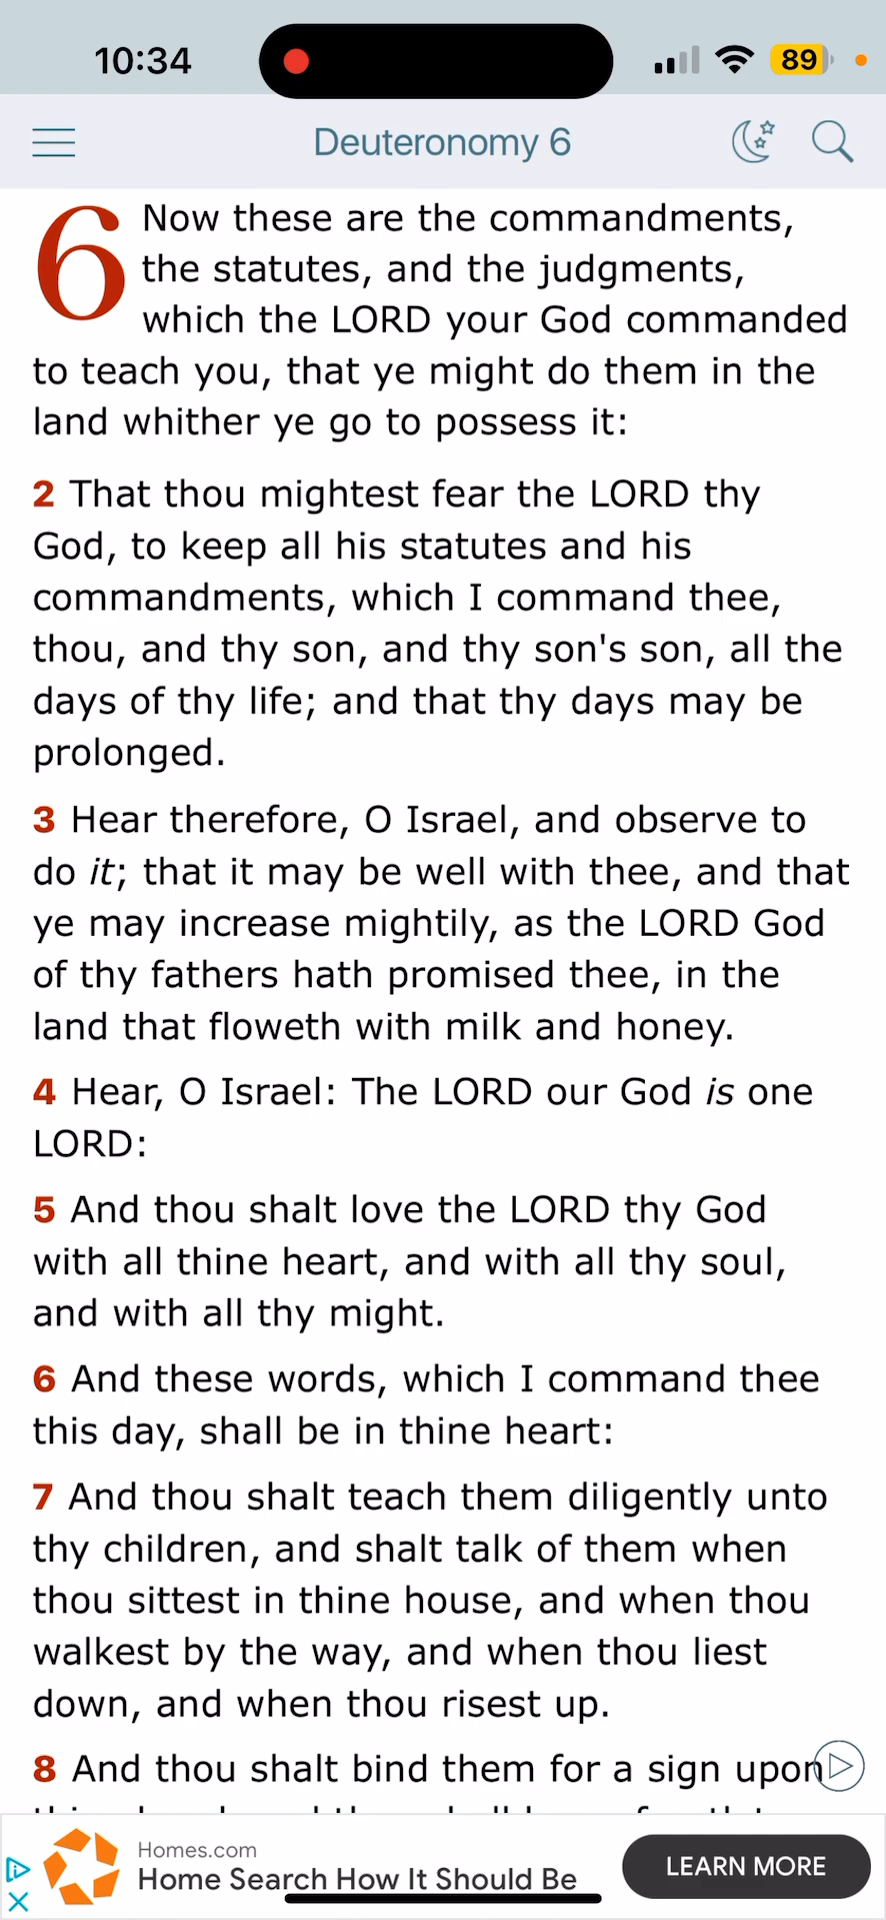 10:34
89
Deuteronomy 6
6 Now these are the commandments,
the statutes, and the judgments,
which the LORD your God commanded
to teach you, that ye might do them in the
land whither ye go to possess it:
2 That thou mightest fear the LORD thy
God, to keep all his statutes and his
commandments, which I command thee,
thou, and thy son, and thy son's son, all the
days of thy life; and that thy days may be
prolonged.
3 Hear therefore, O Israel, and observe to
do it; that it may be well with thee, and that
ye may increase mightily, as the LORD God
of thy fathers hath promised thee, in the
land that floweth with milk and honey.
4 Hear, O Israel: The LORD our God is one
LORD:
5 And thou shalt love the LORD thy God
with all thine heart, and with all thy soul,
and with all thy might.
6 And these words, which I command thee
this day, shall be in thine heart:
7 And thou shalt teach them diligently unto
thy children, and shalt talk of them when
thou sittest in thine house, and when thou
walkest by the way, and when thou liest
down, and when thou risest up.
8 And thou shalt bind them for a sign upon
Homes.com
Home Search How It Should Be
LEARN MORE